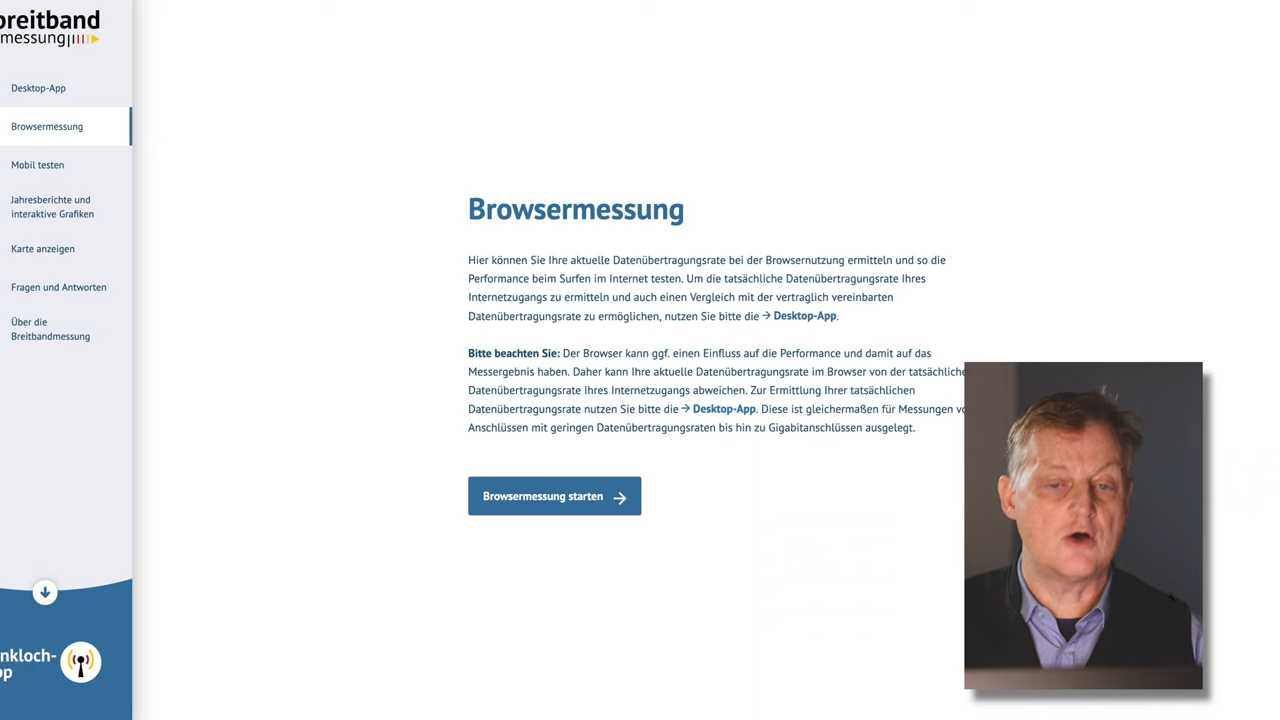 breitband
messung
Desktop-App
Browsermessung
Mobil testen
Jahresberichte und
interaktive Grafiken
Karte anzeigen
Fragen und Antworten
Über die
Breitbandmessung
nkloch-
pp
Browsermessung
Hier können Sie Ihre aktuelle Datenübertragungsrate bei der Browsernutzung ermitteln und so die
Performance beim Surfen im Internet testen. Um die tatsächliche Datenübertragungsrate Ihres
Internetzugangs zu ermitteln und auch einen Vergleich mit der vertraglich vereinbarten
Datenübertragungsrate zu ermöglichen, nutzen Sie bitte die → Desktop-App.
Bitte beachten Sie: Der Browser kann ggf. einen Einfluss auf die Performance und damit auf das
Messergebnis haben. Daher kann Ihre aktuelle Datenübertragungsrate im Browser von der tatsächlichen
Datenübertragungsrate Ihres Internetzugangs abweichen. Zur Ermittlung Ihrer tatsächlichen
Datenübertragungsrate nutzen Sie bitte die → Desktop-App. Diese ist gleichermaßen für Messungen von
Anschlüssen mit geringen Datenübertragungsraten bis hin zu Gigabitanschlüssen ausgelegt.
Browsermessung starten →